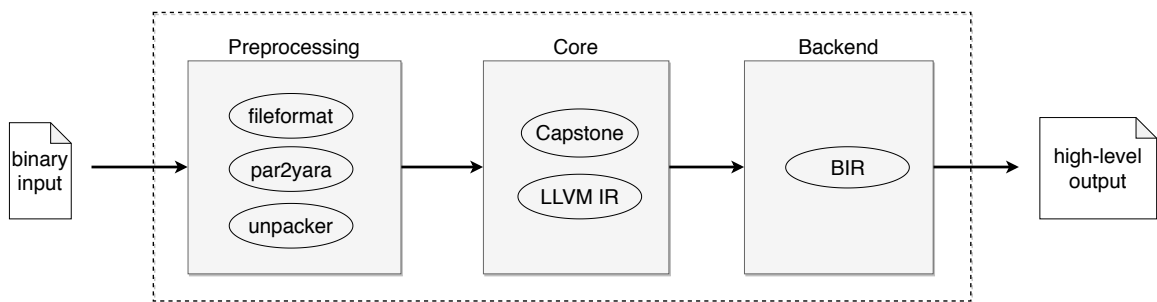 Preprocessing
Core
Backend
binary
input
fileformat
par2yara
unpacker
Capstone
LLVM IR
BIR
high-level
output